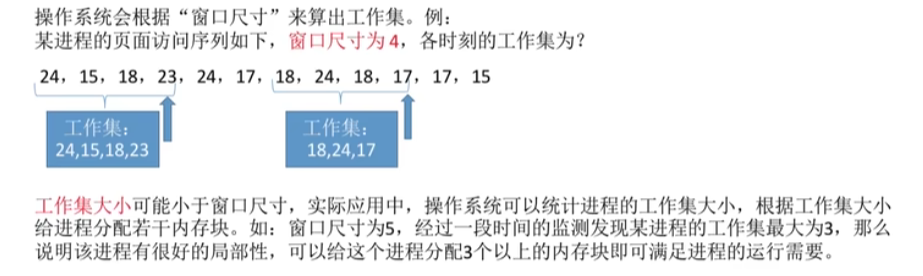 操作系统会根据“窗口尺寸”来算出工作集。例：
某进程的页面访问序列如下，窗口尺寸为 4，各时刻的工作集为？
24，15，18，23，24，17，18，24，18，17，17，15
工作集：
24,15,18,23
工作集：
18,24,17
工作集大小可能小于窗口尺寸，实际应用中，操作系统可以统计进程的工作集大小，根据工作集大小
给进程分配若干内存块。如：窗口尺寸为5，经过一段时间的监测发现某进程的工作集最大为3，那么
说明该进程有很好的局部性，可以给这个进程分配3个以上的内存块即可满足进程的运行需要。